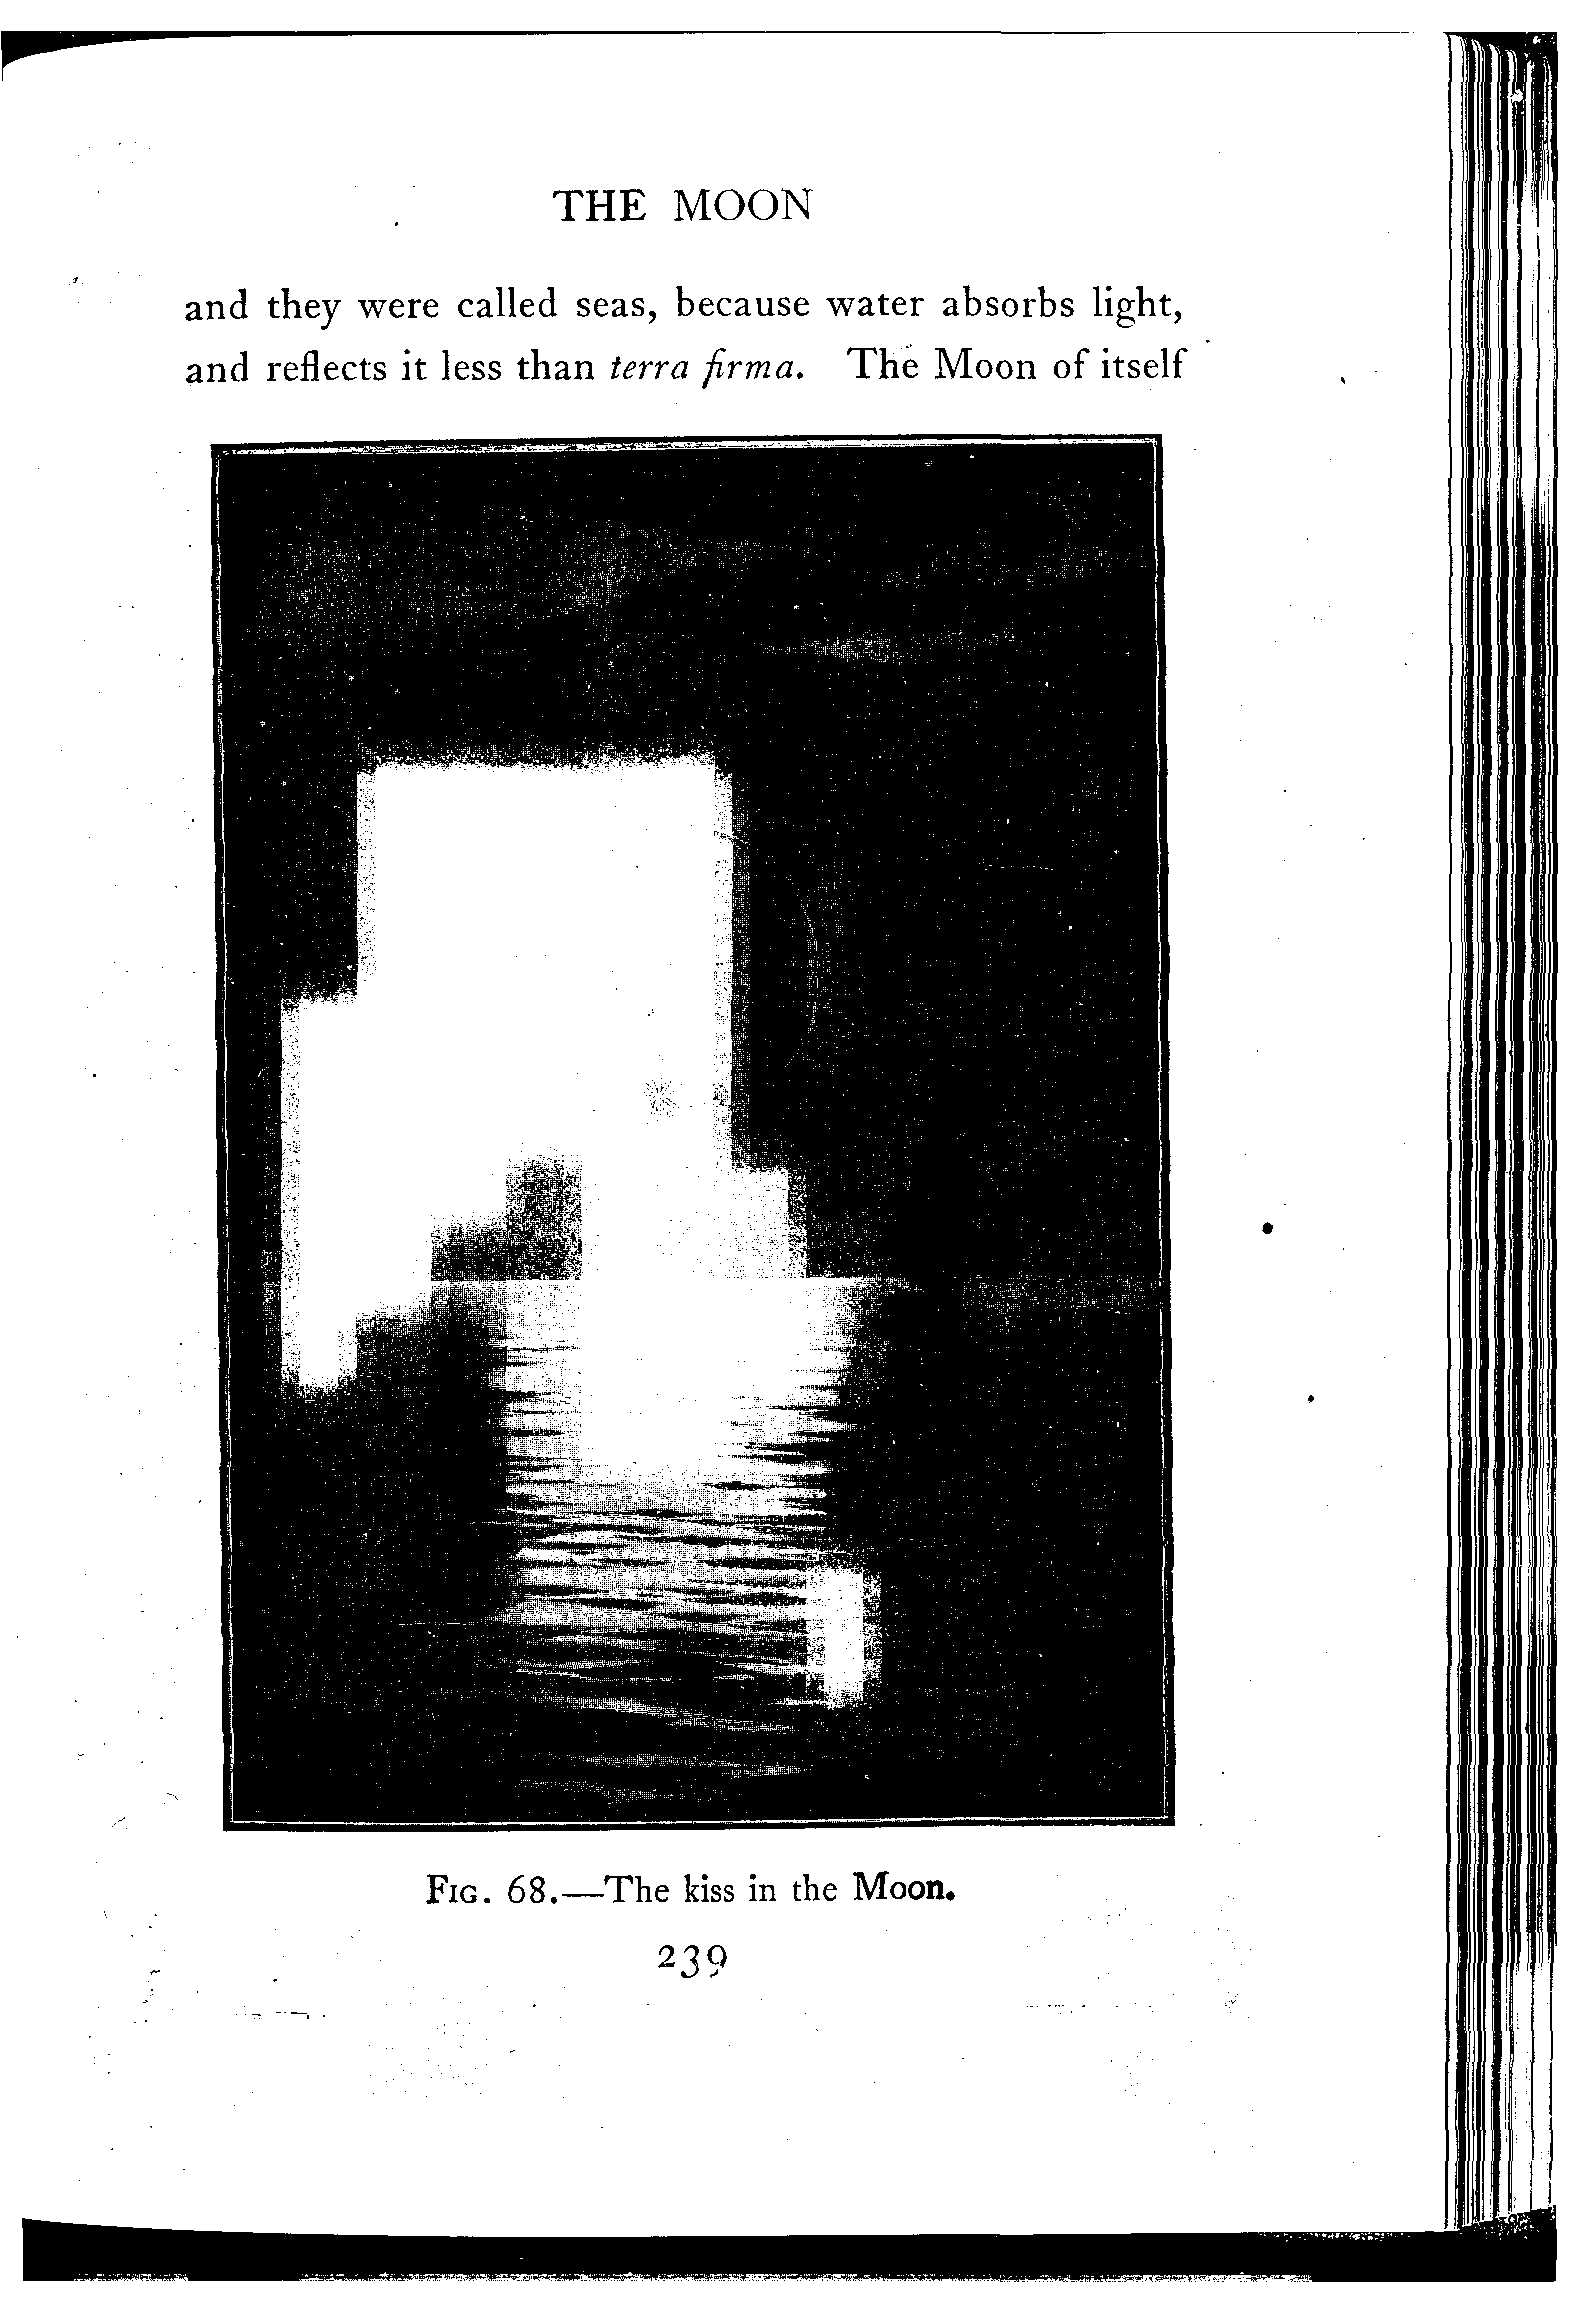 THE MOON
and they were called seas, because water absorbs light,
and reflects it less than terra firma. The Moon of itself
FIG. 68.—The kiss in the Moon.
239